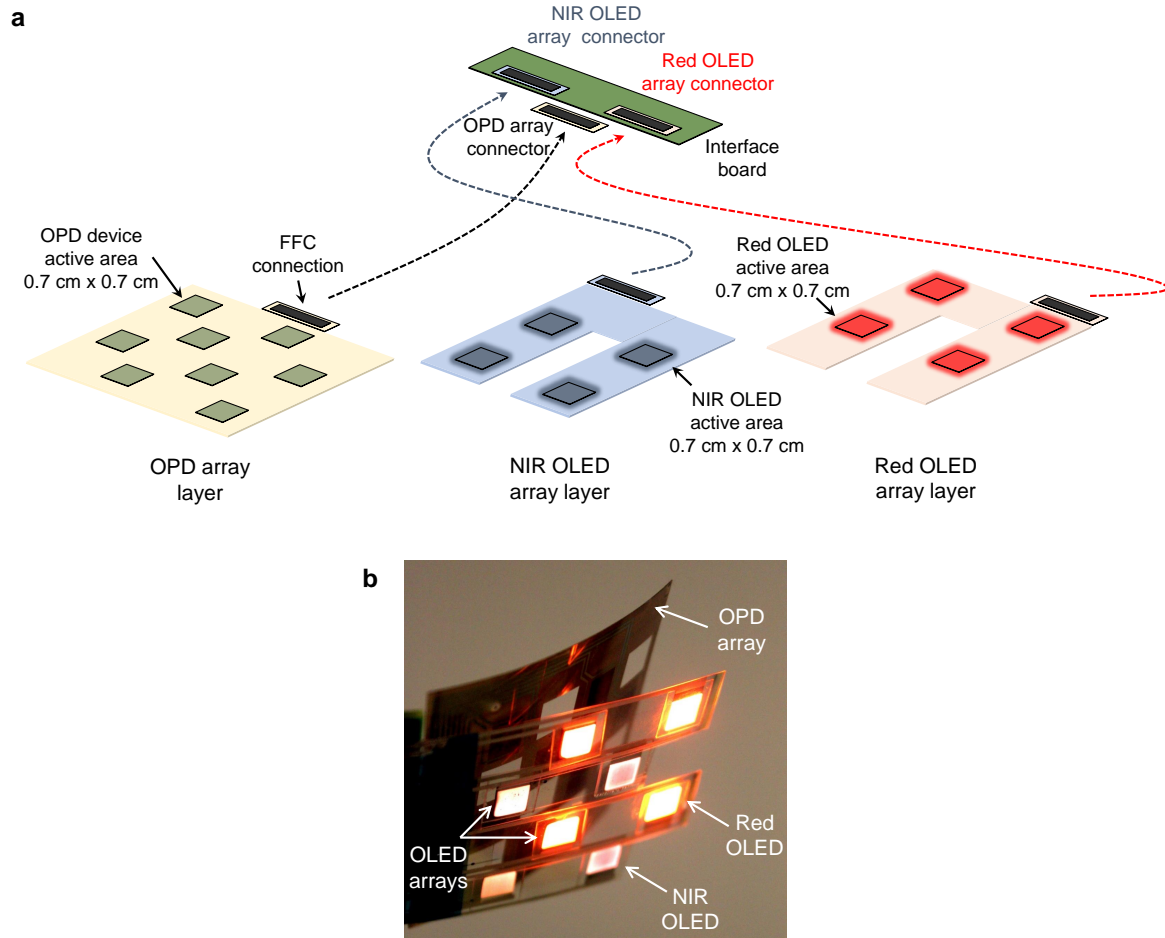 a
NIR OLED
array connector
Red OLED
array connector
OPD array
connector
Interface
board
OPD device
active area
0.7 cm x 0.7 cm
FFC
connection
Red OLED
active area
0.7 cm x 0.7 cm
NIR OLED
active area
0.7 cm x 0.7 cm
OPD array
layer
NIR OLED
array layer
Red OLED
array layer
b
OPD
array
Red
OLED
OLED
arrays
NIR
OLED